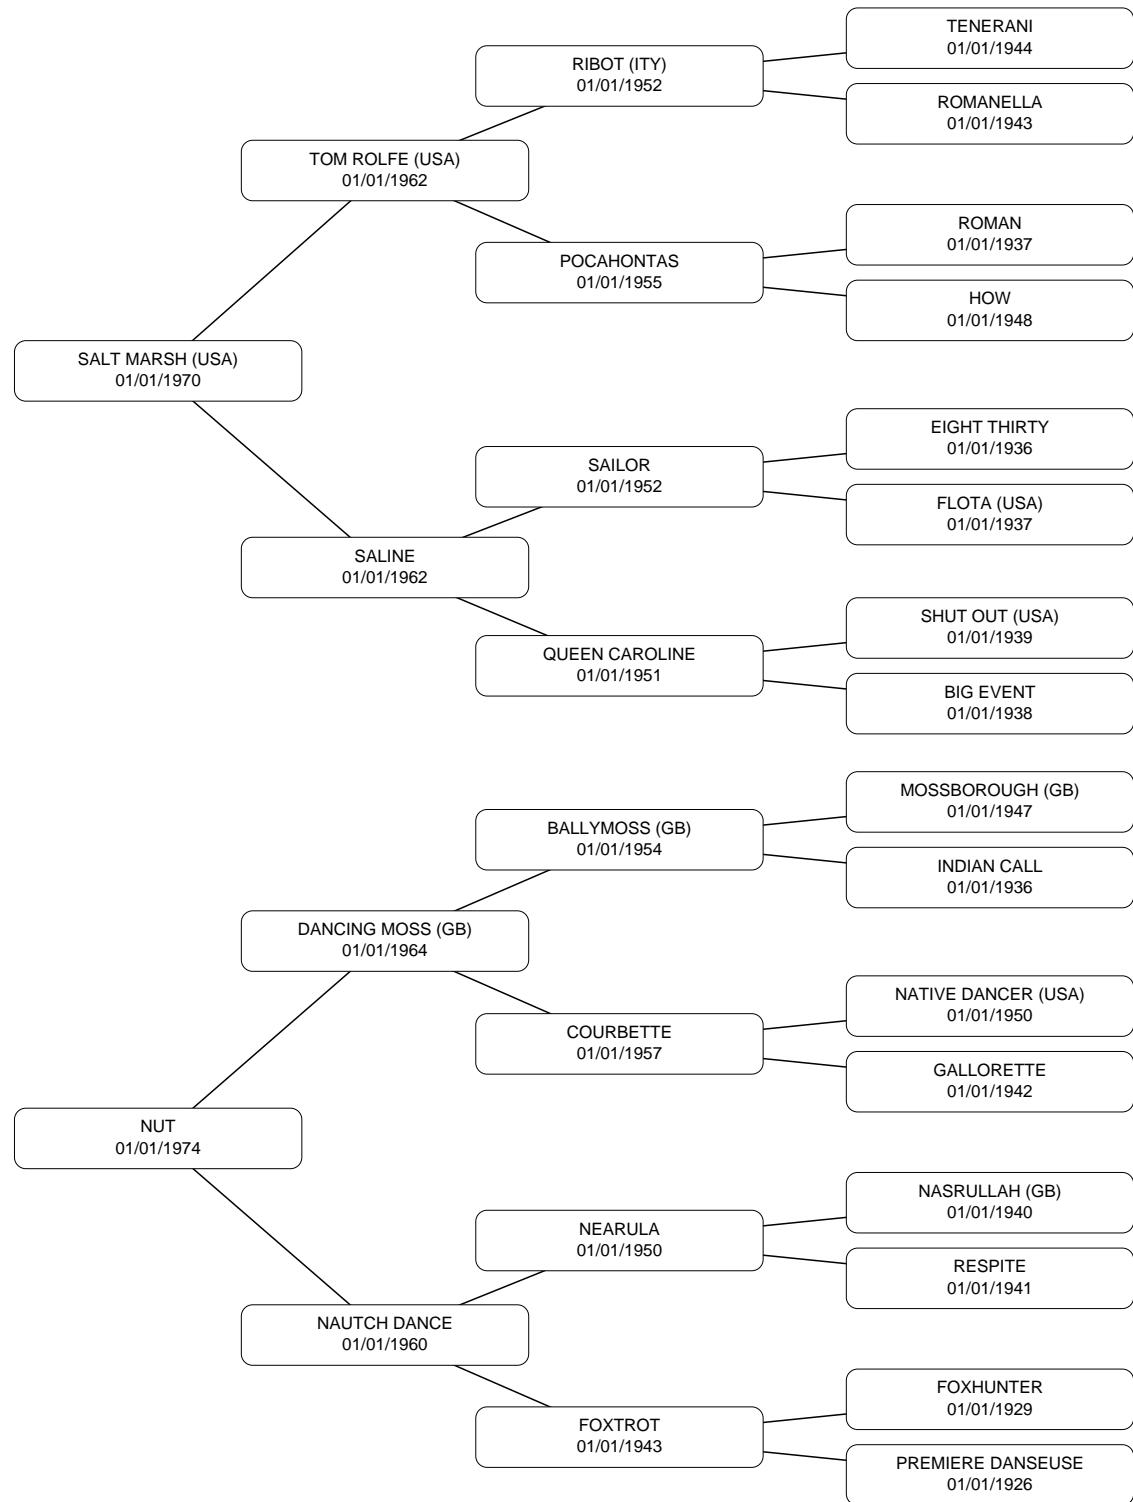 TENERANI
01/01/1944
RIBOT (ITY)
01/01/1952
ROMANELLA
01/01/1943
TOM ROLFE (USA)
01/01/1962
ROMAN
01/01/1937
POCAHONTAS
01/01/1955
HOW
01/01/1948
SALT MARSH (USA)
01/01/1970
EIGHT THIRTY
01/01/1936
SAILOR
01/01/1952
FLOTA (USA)
01/01/1937
SALINE
01/01/1962
SHUT OUT (USA)
01/01/1939
QUEEN CAROLINE
01/01/1951
BIG EVENT
01/01/1938
MOSSBOROUGH (GB)
01/01/1947
BALLYMOSS (GB)
01/01/1954
INDIAN CALL
01/01/1936
DANCING MOSS (GB)
01/01/1964
NATIVE DANCER (USA)
01/01/1950
COURBETTE
01/01/1957
GALLORETTE
01/01/1942
NUT
01/01/1974
NASRULLAH (GB)
01/01/1940
NEARULA
01/01/1950
RESPITE
01/01/1941
NAUTCH DANCE
01/01/1960
FOXHUNTER
01/01/1929
FOXTROT
01/01/1943
PREMIERE DANSEUSE
01/01/1926